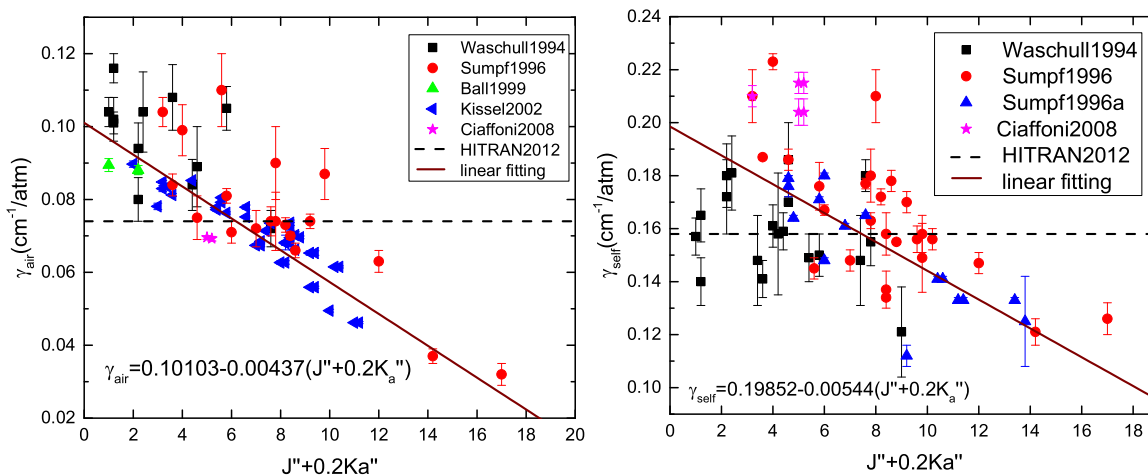 0.12
0.10
0.08
0.06
0.04
0.02
γair(cm⁻¹/atm)
Waschull1994
Sumpf1996
Ball1999
Kissel2002
Ciaffoni2008
HITRAN2012
linear fitting
γair=0.10103-0.00437(J"+0.2Ka")
0 2 4 6 8 10 12 14 16 18 20
J"+0.2Ka"
0.24
0.22
0.20
0.18
0.16
0.14
0.12
0.10
γself(cm⁻¹/atm)
Waschull1994
Sumpf1996
Sumpf1996a
Ciaffoni2008
HITRAN2012
linear fitting
γself=0.19852-0.00544(J"+0.2Ka")
0 2 4 6 8 10 12 14 16 18
J"+0.2Ka"